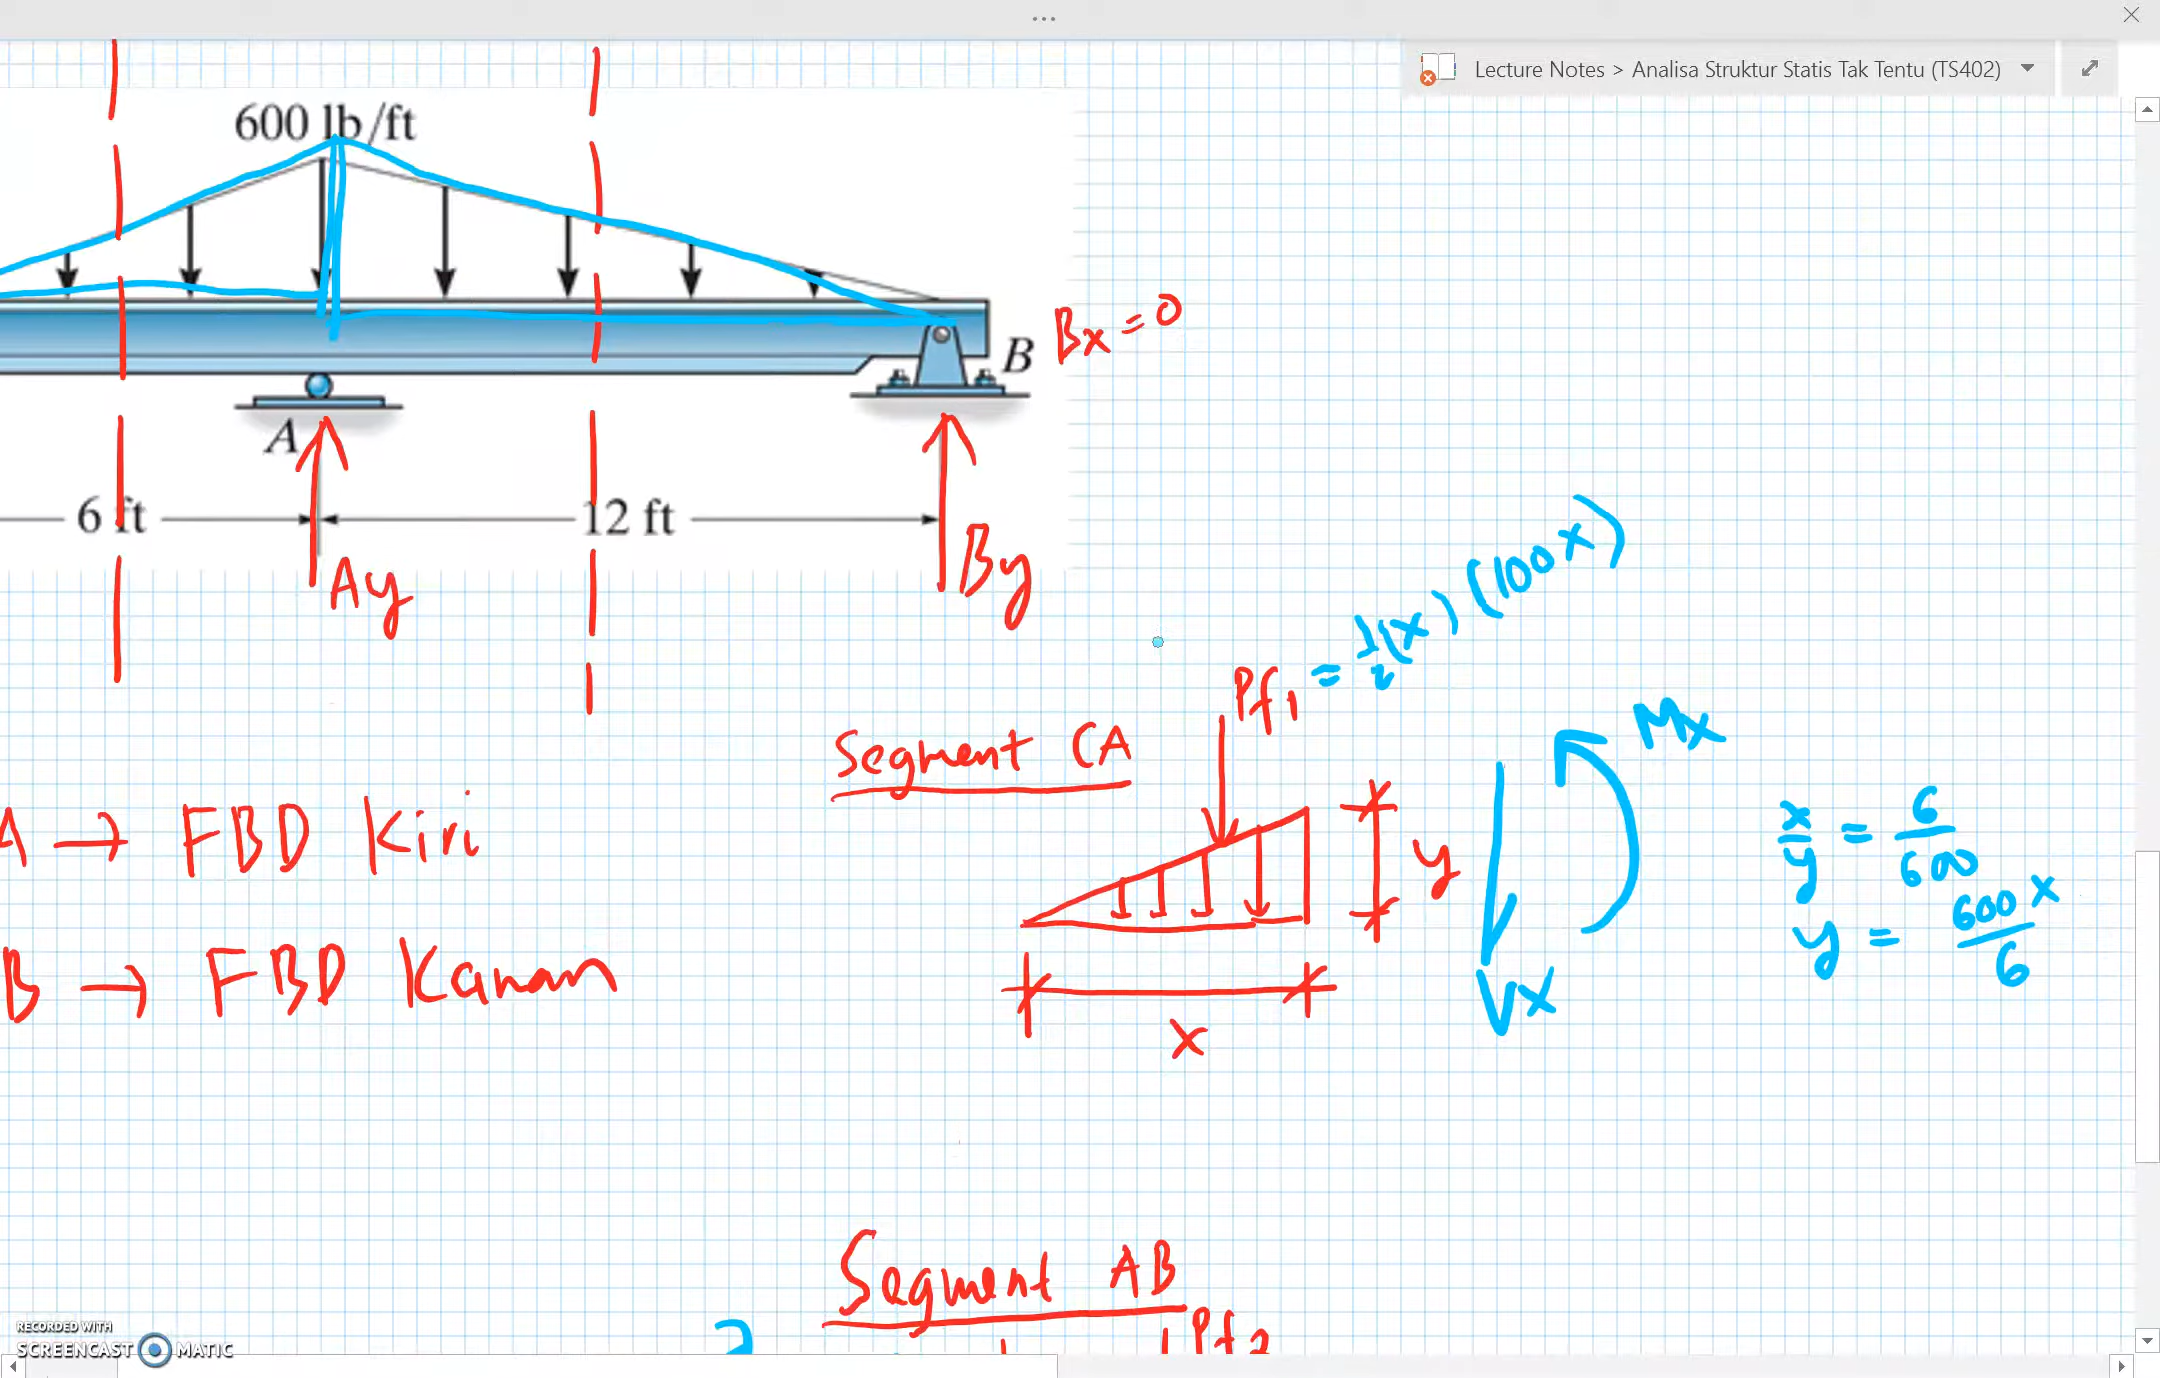 Lecture Notes > Analisa Struktur Statis Tak Tentu (TS402)
600 lb/ft
Bx = 0
B
A
6 ft
12 ft
Ay
By
Pf1 = 1/2 (x) (100x)
Segment CA
Mx
y
x/y = 6/600
y = 600x/6
Vx
x
A → FBD Kiri
B → FBD Kanan
Segment AB
Pf2
RECORDED WITH
SCREENCAST MATIC